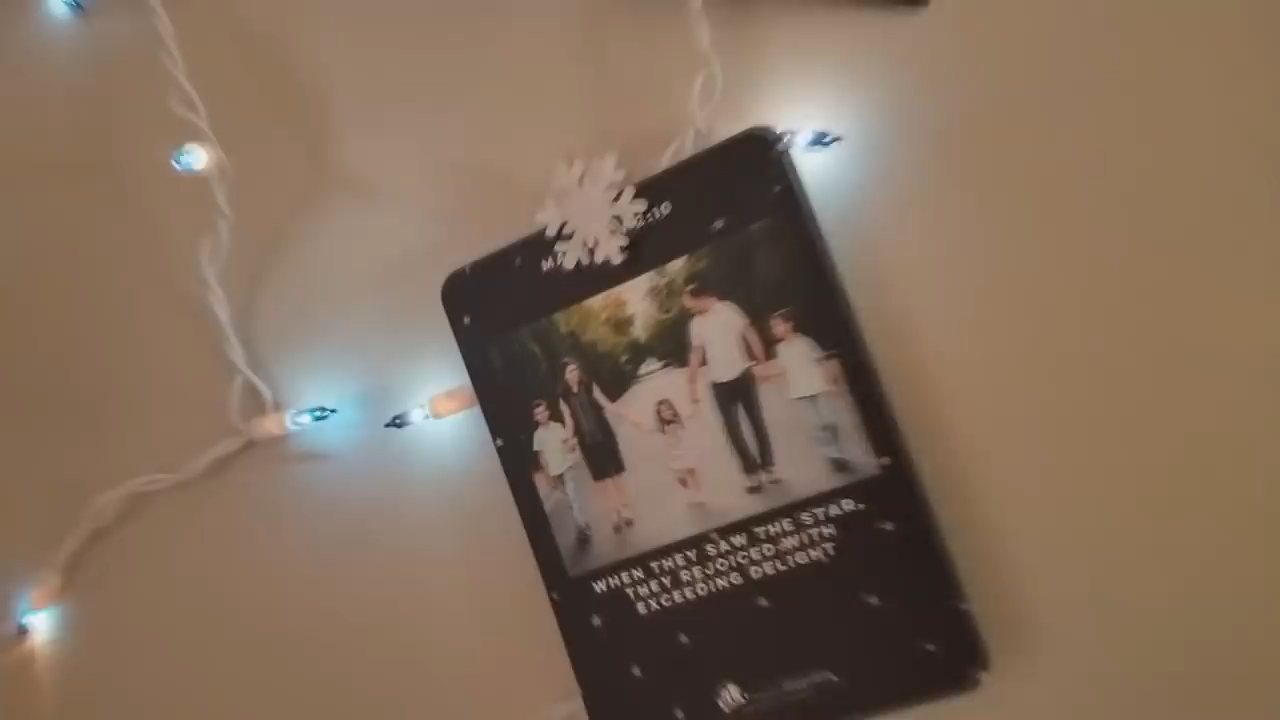 WHEN THEY SAW THE STAR,
THEY REJOICED WITH
EXCEEDING DELIGHT